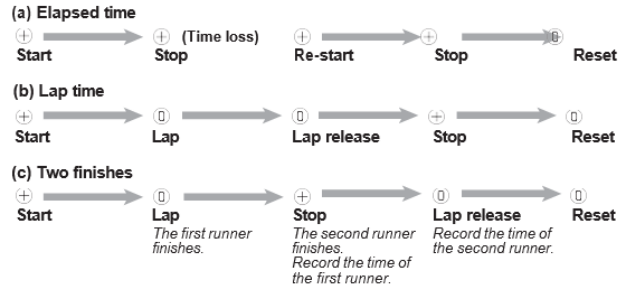 (a) Elapsed time
(Time loss)
Start Stop Re-start Stop Reset
(b) Lap time
Start Lap Lap release Stop Reset
(c) Two finishes
Start Lap Stop Lap release Reset
The first runner finishes.
The second runner finishes.
Record the time of the first runner.
Record the time of the second runner.